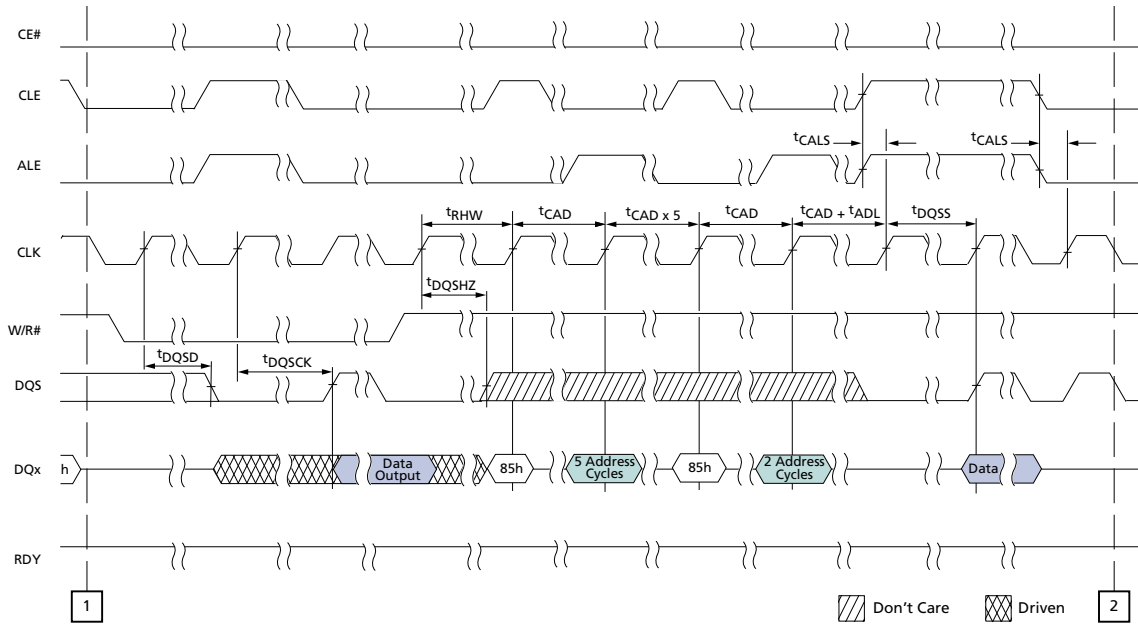 CE#
CLE
tCALS
tCALS
ALE
tRHW
tCAD
tCAD x 5
tCAD
tCAD + tADL
tDQSS
CLK
tDQSHZ
W/R#
tDQSD
tDQSCK
DQS
DQx
h
Data
Output
85h
5 Address
Cycles
85h
2 Address
Cycles
Data
RDY
1
Don't Care
Driven
2